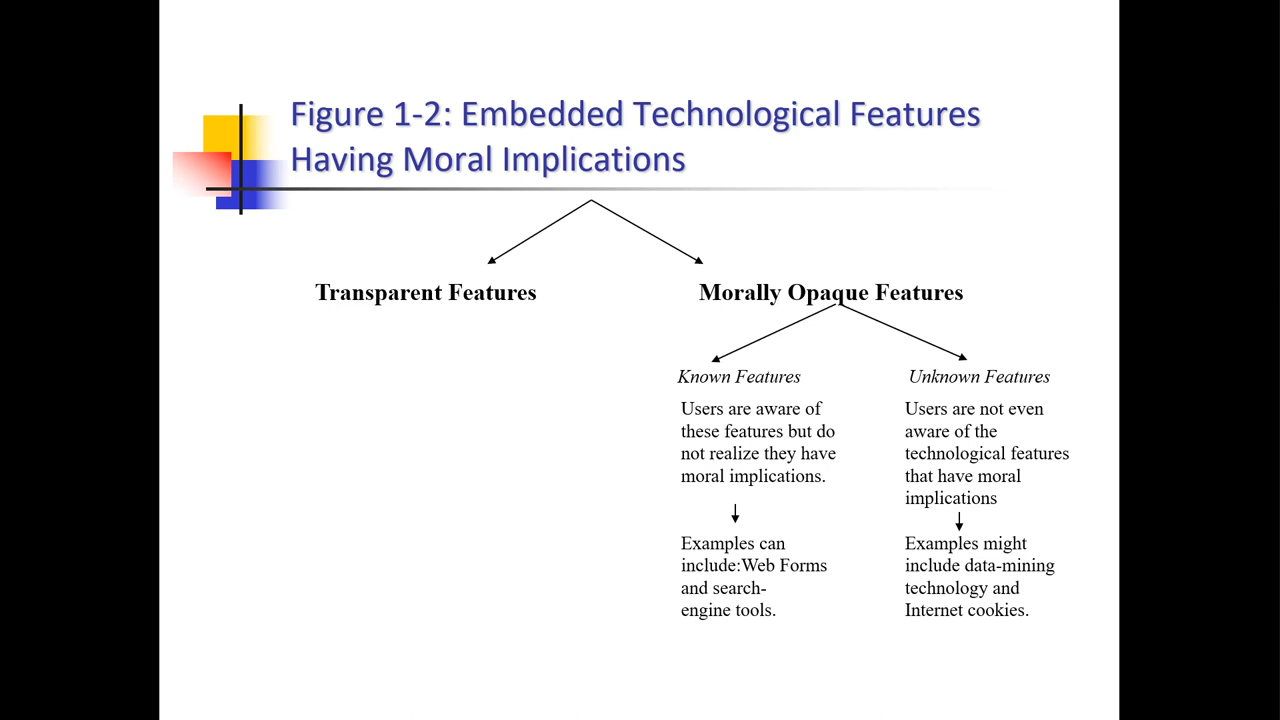 Figure 1-2: Embedded Technological Features
Having Moral Implications
Transparent Features
Morally Opaque Features
Known Features
Users are aware of
these features but do
not realize they have
moral implications.
Examples can
include:Web Forms
and search-
engine tools.
Unknown Features
Users are not even
aware of the
technological features
that have moral
implications
Examples might
include data-mining
technology and
Internet cookies.